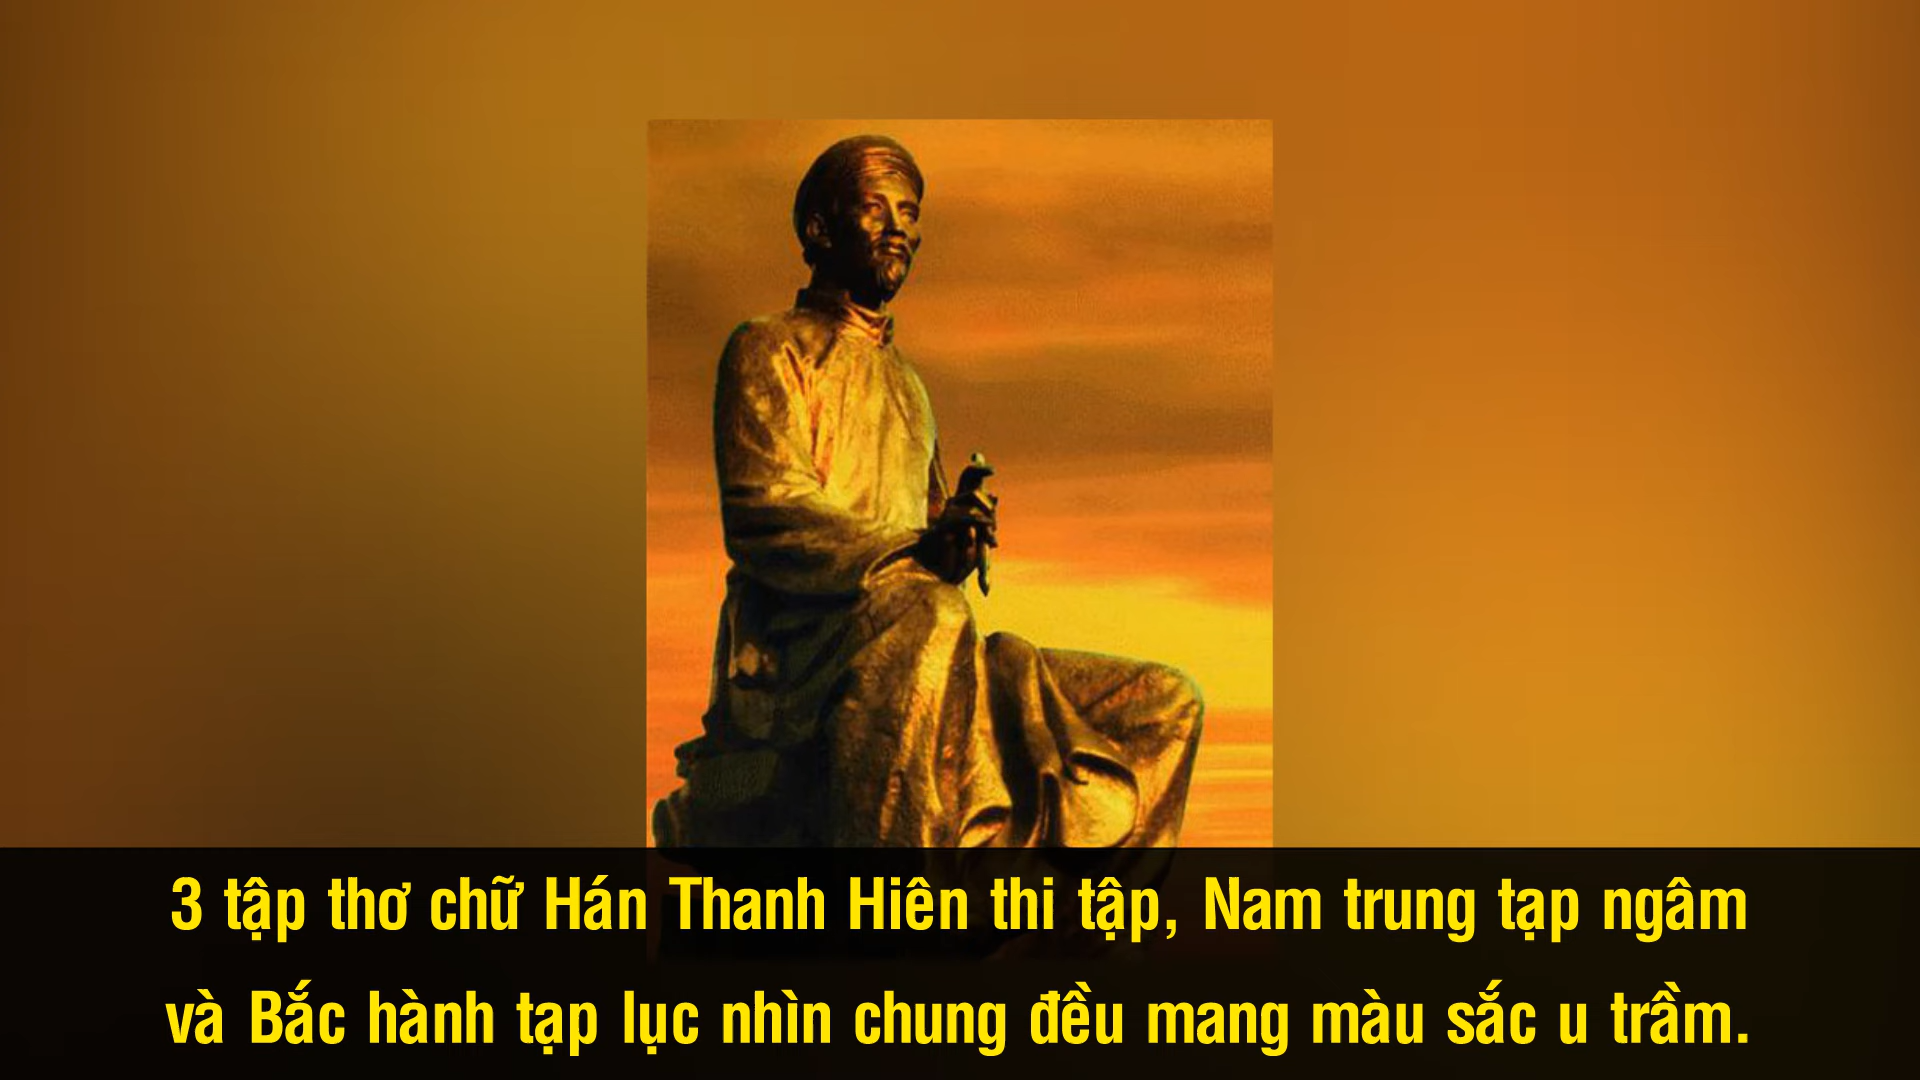 3 tập thơ chữ Hán Thanh Hiên thi tập, Nam trung tạp ngâm
và Bắc hành tạp lục nhìn chung đều mang màu sắc u trầm.